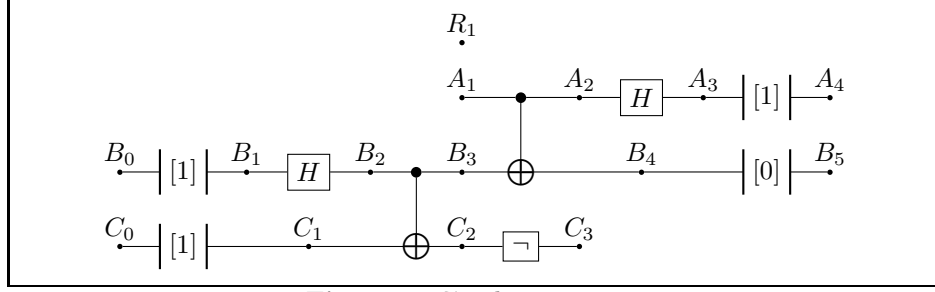 R₁
A₁ A₂ H A₃ [1] A₄
B₀ [1] B₁ H B₂ B₃ B₄ [0] B₅
C₀ [1] C₁ C₂ ¬ C₃